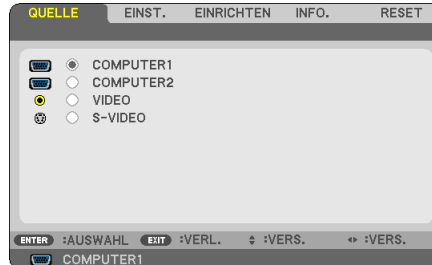 QUELLE EINST. EINRICHTEN INFO. RESET
COMPUTER1
COMPUTER2
VIDEO
S-VIDEO
ENTER :AUSWAHL EXIT :VERL. :VERS. :VERS.
COMPUTER1